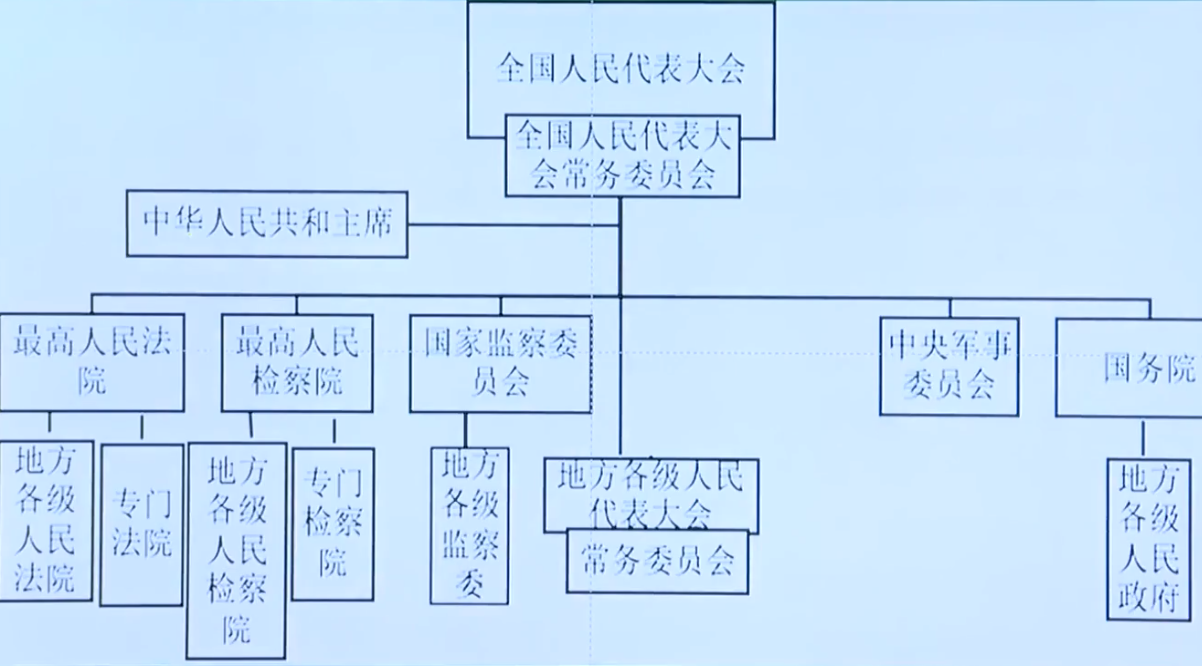 全国人民代表大会
全国人民代表大
会常务委员会
中华人民共和主席
最高人民法
院
最高人民
检察院
国家监察委
员会
中央军事
委员会
国务院
地方
各级
人民
法院
专门
法院
地方
各级
人民
检察
院
专门
检察
院
地方
各级
监察
委
地方各级人民
代表大会
常务委员会
地方
各级
人民
政府